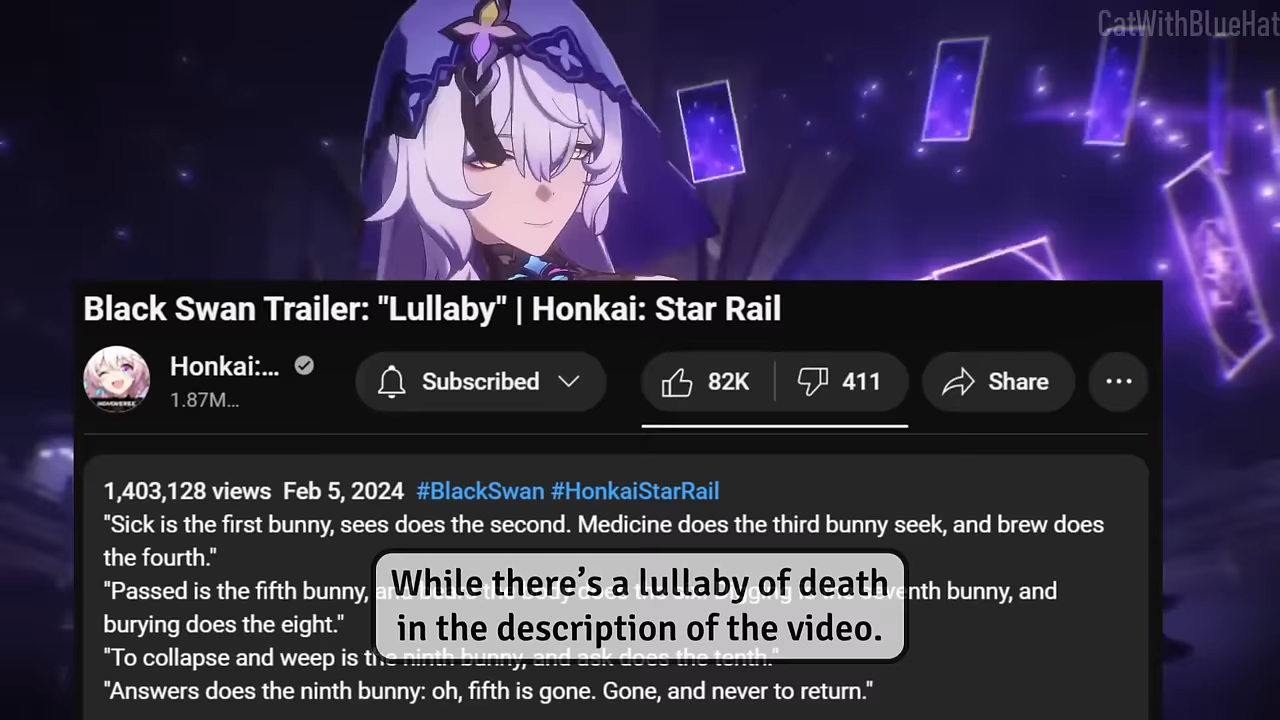 CatWithBlueHat
Black Swan Trailer: "Lullaby" | Honkai: Star Rail
Honkai:...
1.87M...
Subscribed
82K
411
Share
1,403,128 views Feb 5, 2024 #BlackSwan #HonkaiStarRail
"Sick is the first bunny, sees does the second. Medicine does the third bunny seek, and brew does
the fourth."
"Passed is the fifth bunny, and does the seventh bunny, and
burying does the eight."
"To collapse and weep is the ninth bunny, and ask does the tenth."
"Answers does the ninth bunny: oh, fifth is gone. Gone, and never to return."
While there's a lullaby of death
in the description of the video.